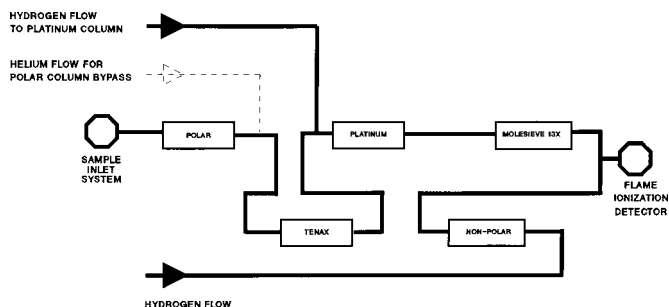 HYDROGEN FLOW
TO PLATINUM COLUMN
HELIUM FLOW FOR
POLAR COLUMN BYPASS
POLAR
PLATINUM
MOLESIEVE 13X
SAMPLE
INLET
SYSTEM
FLAME
IONIZATION
DETECTOR
TENAX
NON-POLAR
HYDROGEN FLOW